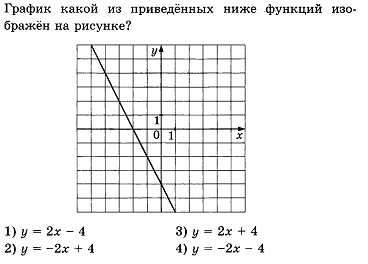 График какой из приведённых ниже функций изо-
бражён на рисунке?
y
1
0 1 x
1) y = 2x − 4 3) y = 2x + 4
2) y = −2x + 4 4) y = −2x − 4